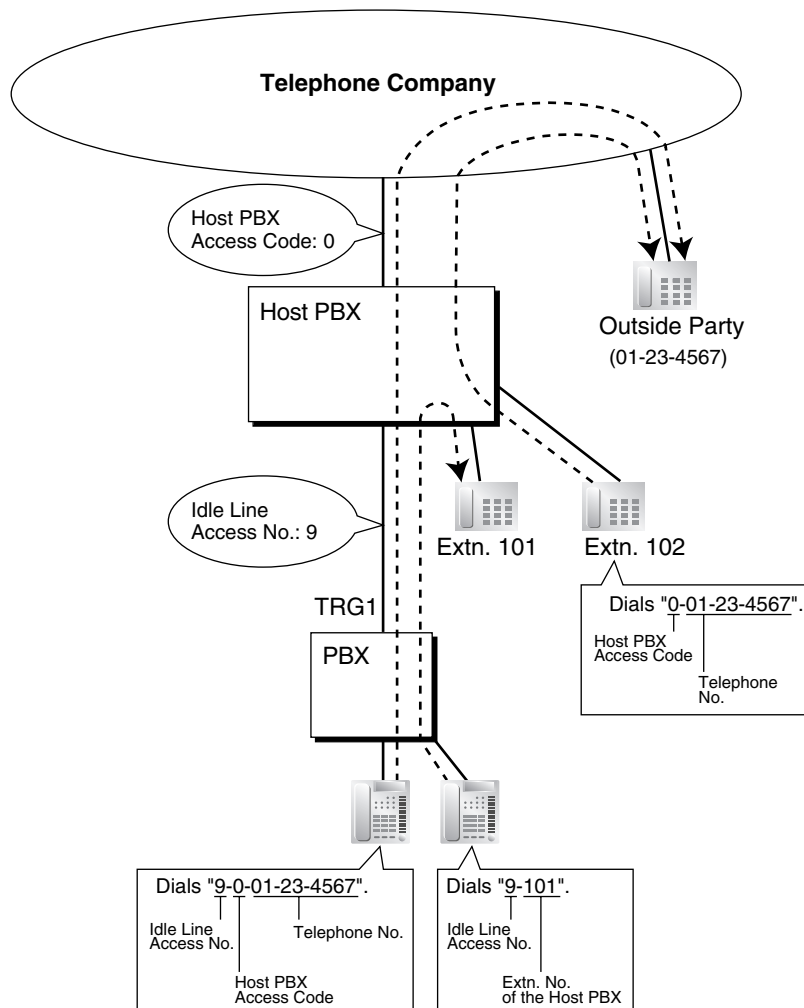 Telephone Company
Host PBX
Access Code: 0
Host PBX
Outside Party
(01-23-4567)
Idle Line
Access No.: 9
Extn. 101
Extn. 102
TRG1
PBX
Dials "0-01-23-4567".
Host PBX
Access Code
Telephone
No.
Dials "9-0-01-23-4567".
Idle Line
Access No.
Telephone No.
Host PBX
Access Code
Dials "9-101".
Idle Line
Access No.
Extn. No.
of the Host PBX